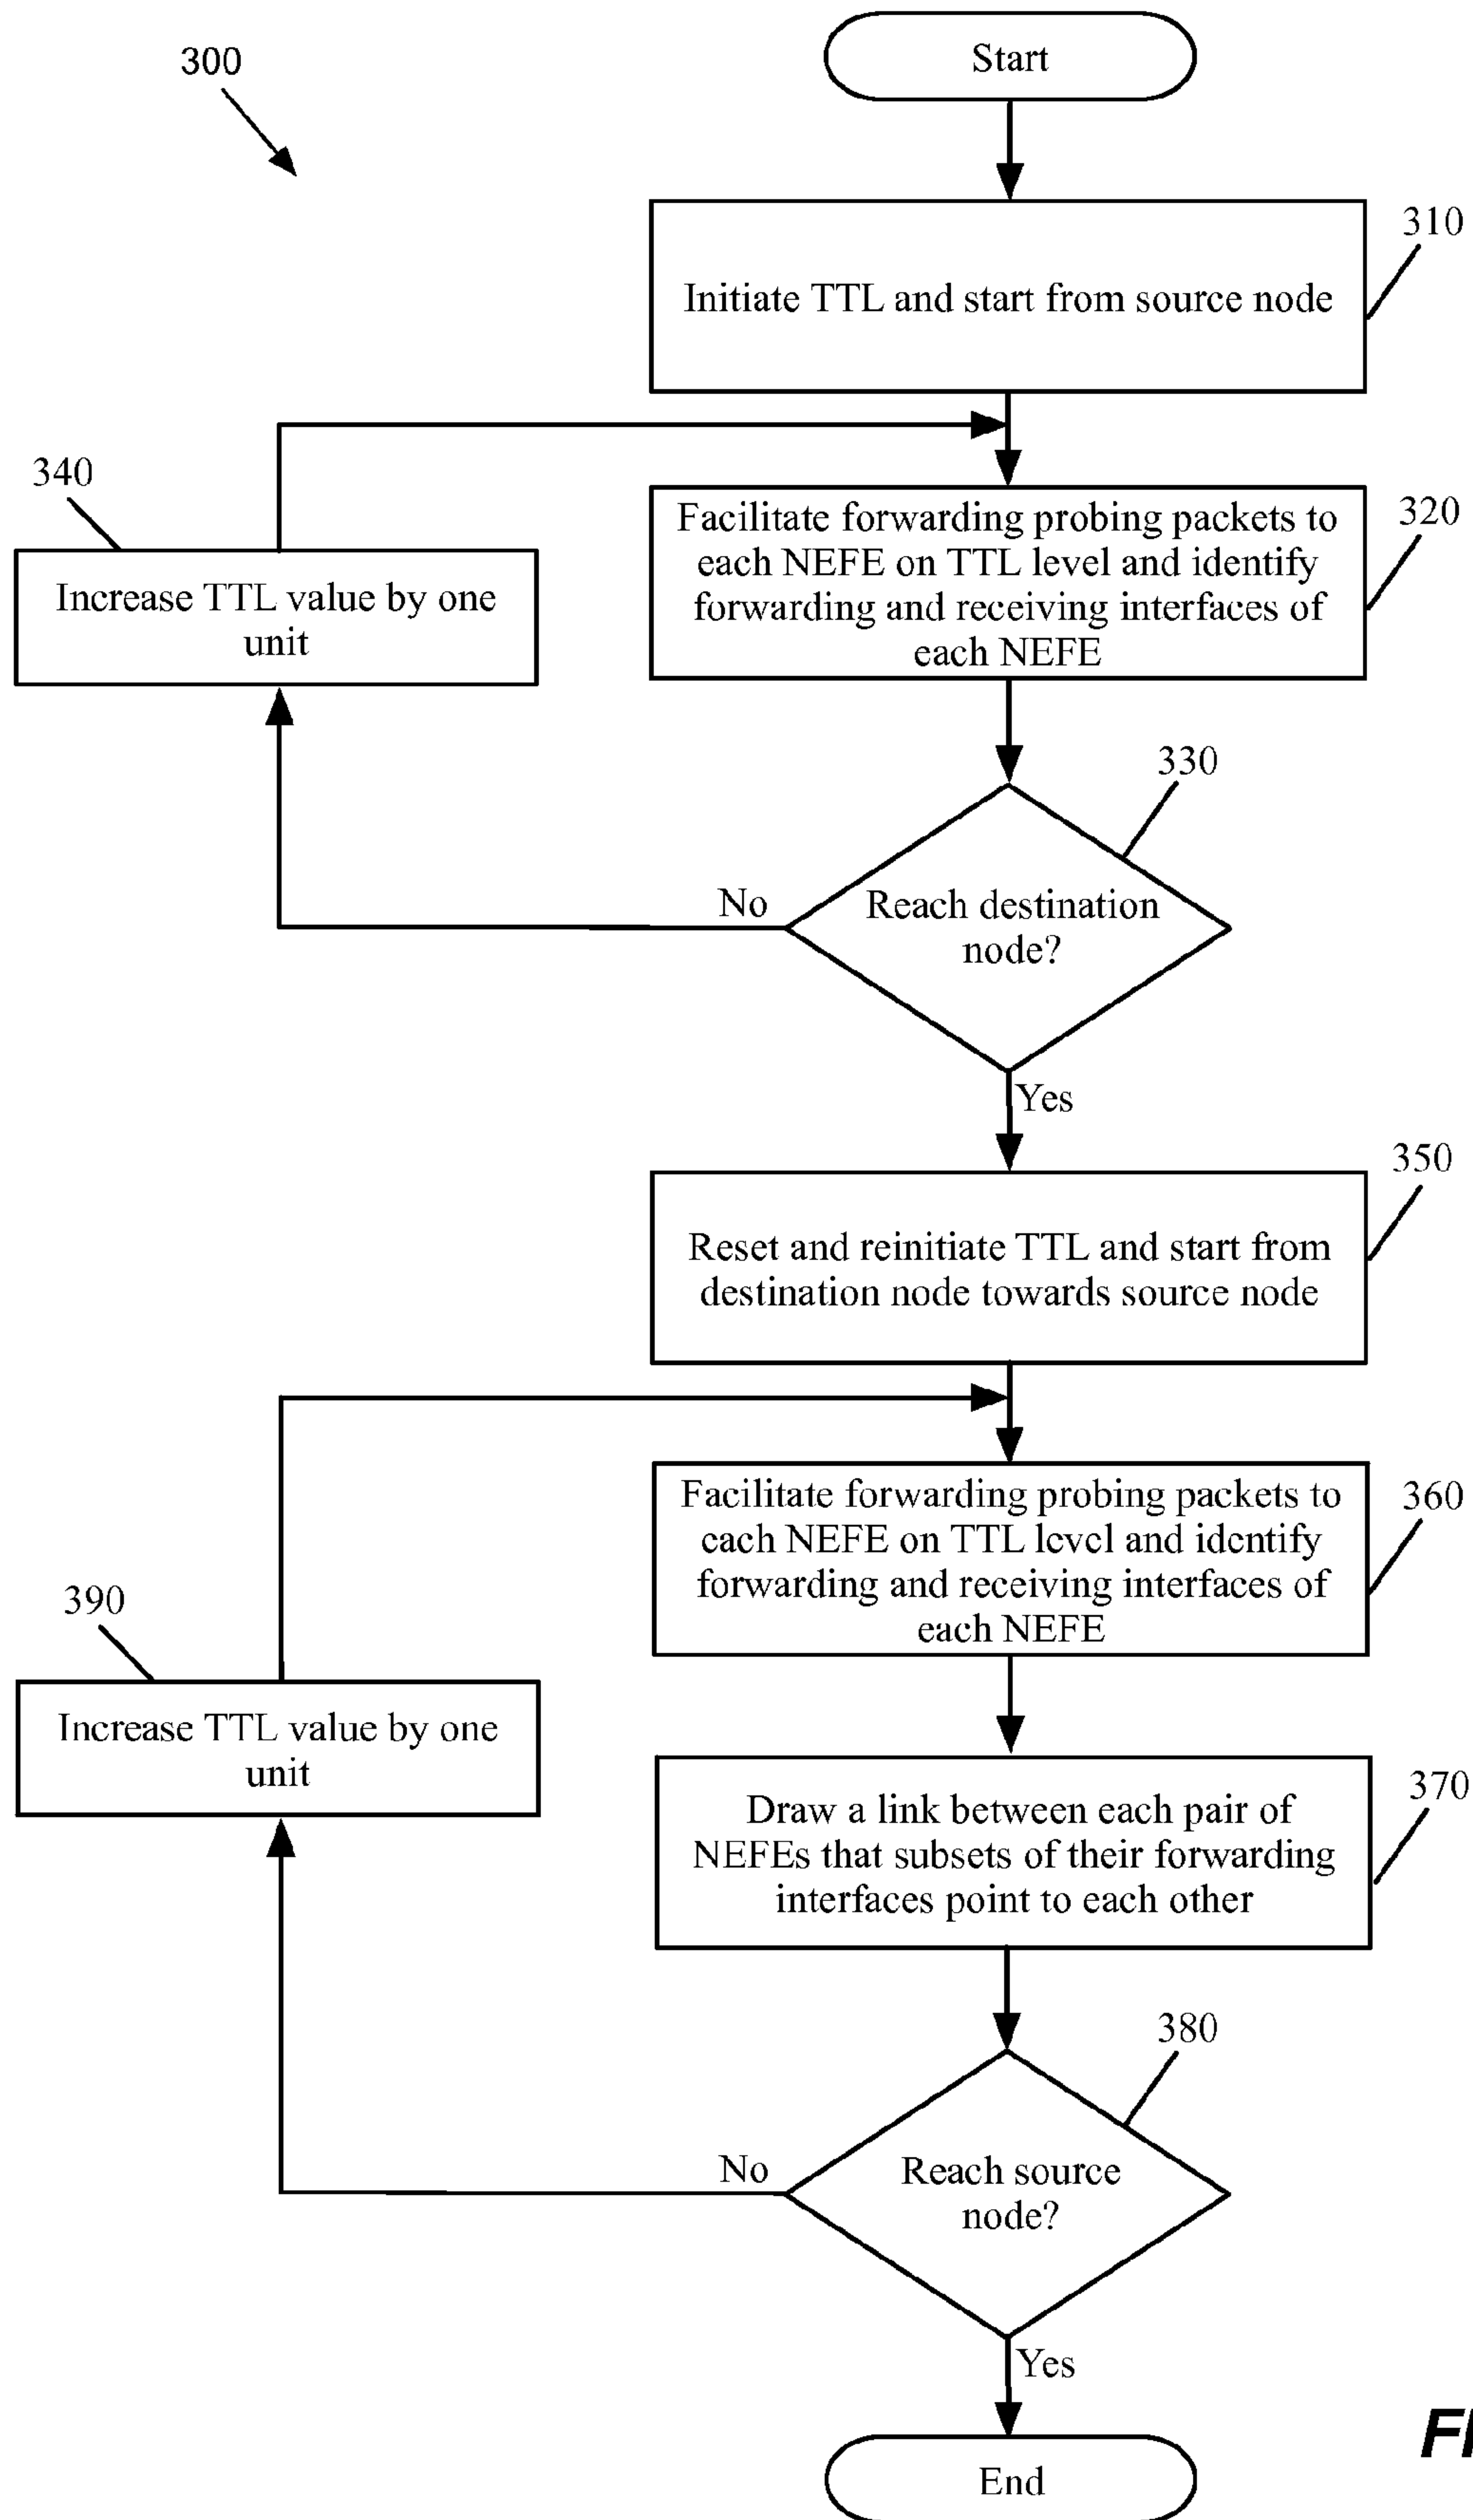 Start
300
310
Initiate TTL and start from source node
340
Facilitate forwarding probing packets to
each NEFE on TTL level and identify
forwarding and receiving interfaces of
each NEFE
320
Increase TTL value by one
unit
330
No
Reach destination
node?
Yes
350
Reset and reinitiate TTL and start from
destination node towards source node
Facilitate forwarding probing packets to
each NEFE on TTL level and identify
forwarding and receiving interfaces of
each NEFE
360
390
Increase TTL value by one
unit
370
Draw a link between each pair of
NEFEs that subsets of their forwarding
interfaces point to each other
380
No
Reach source
node?
Yes
End